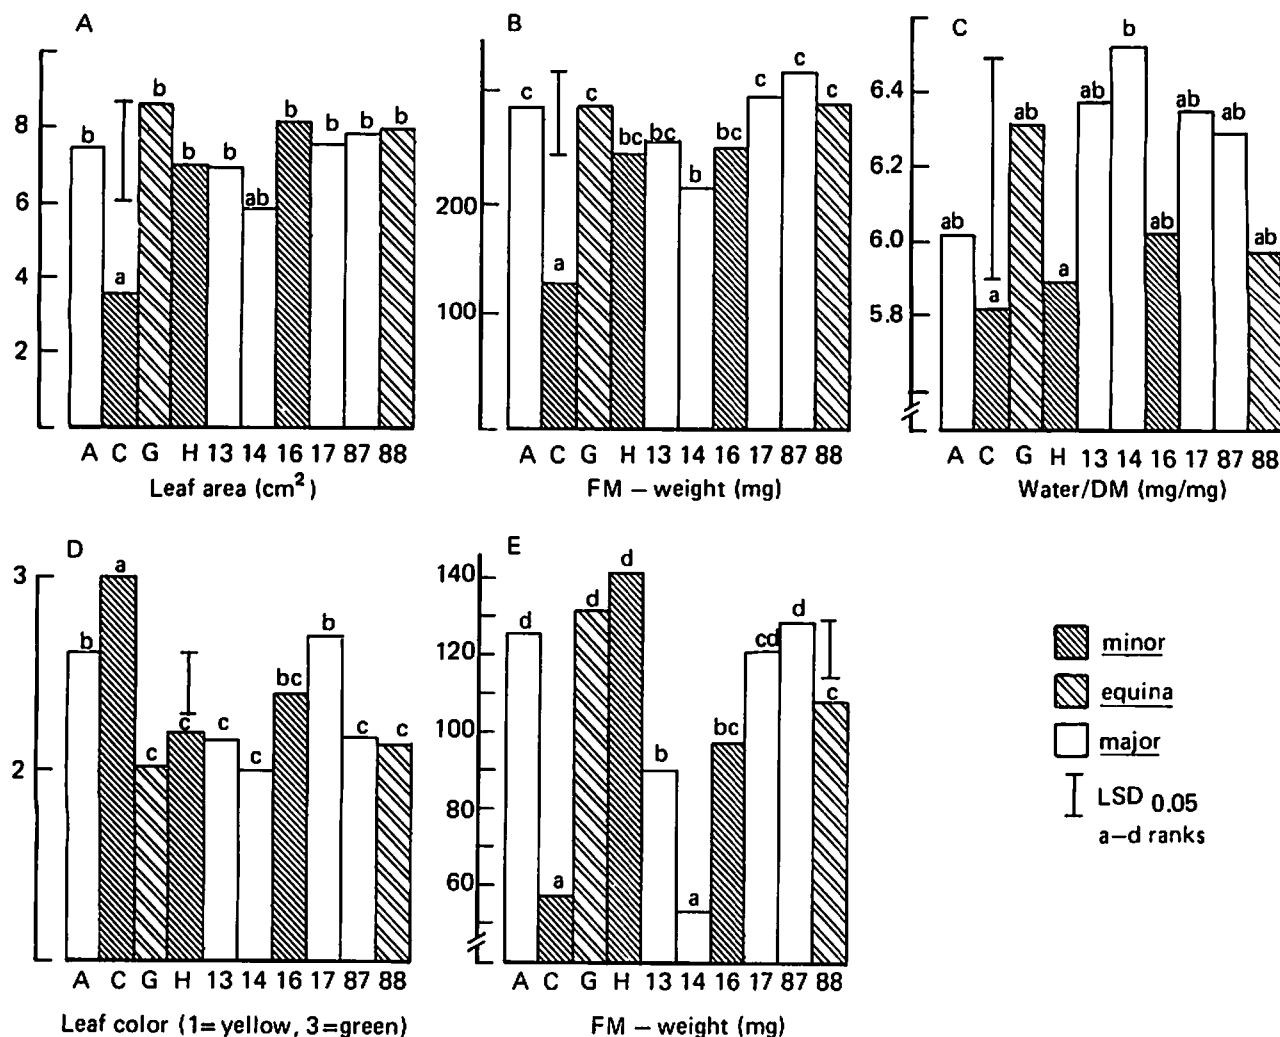 A
8
6
4
2
b
a
b
b
b
ab
b
b
b
b
A C G H 13 14 16 17 87 88
Leaf area (cm²)
B
200
100
c
a
c
bc
bc
b
bc
c
c
c
A C G H 13 14 16 17 87 88
FM – weight (mg)
C
6.4
6.2
6.0
5.8
ab
a
ab
a
ab
b
ab
ab
ab
ab
A C G H 13 14 16 17 87 88
Water/DM (mg/mg)
D
3
2
b
a
c
c
c
c
bc
b
c
c
A C G H 13 14 16 17 87 88
Leaf color (1=yellow, 3=green)
E
140
120
100
80
60
d
a
d
d
b
a
bc
cd
d
c
A C G H 13 14 16 17 87 88
FM – weight (mg)
minor
equina
major
LSD 0.05
a–d ranks